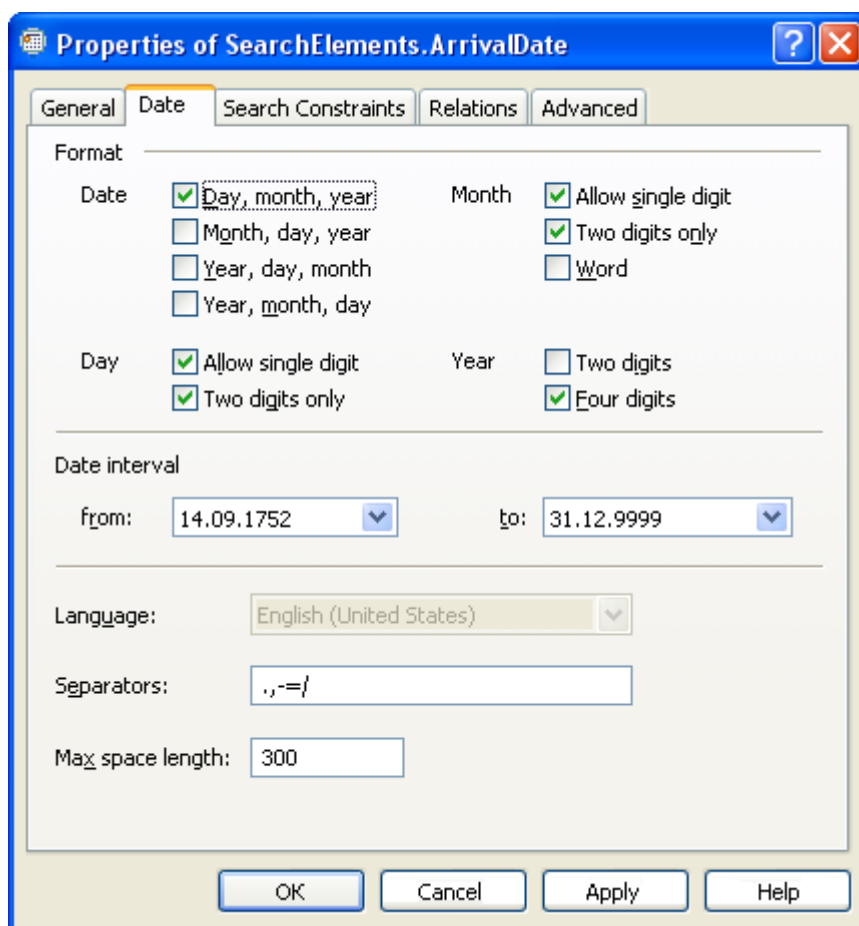 Properties of SearchElements.ArrivalDate
General Date Search Constraints Relations Advanced
Format
Date Day, month, year Month Allow single digit
Month, day, year Two digits only
Year, day, month Word
Year, month, day
Day Allow single digit Year Two digits
Two digits only Four digits
Date interval
from: 14.09.1752 to: 31.12.9999
Language: English (United States)
Separators: .,-=/
Max space length: 300
OK Cancel Apply Help